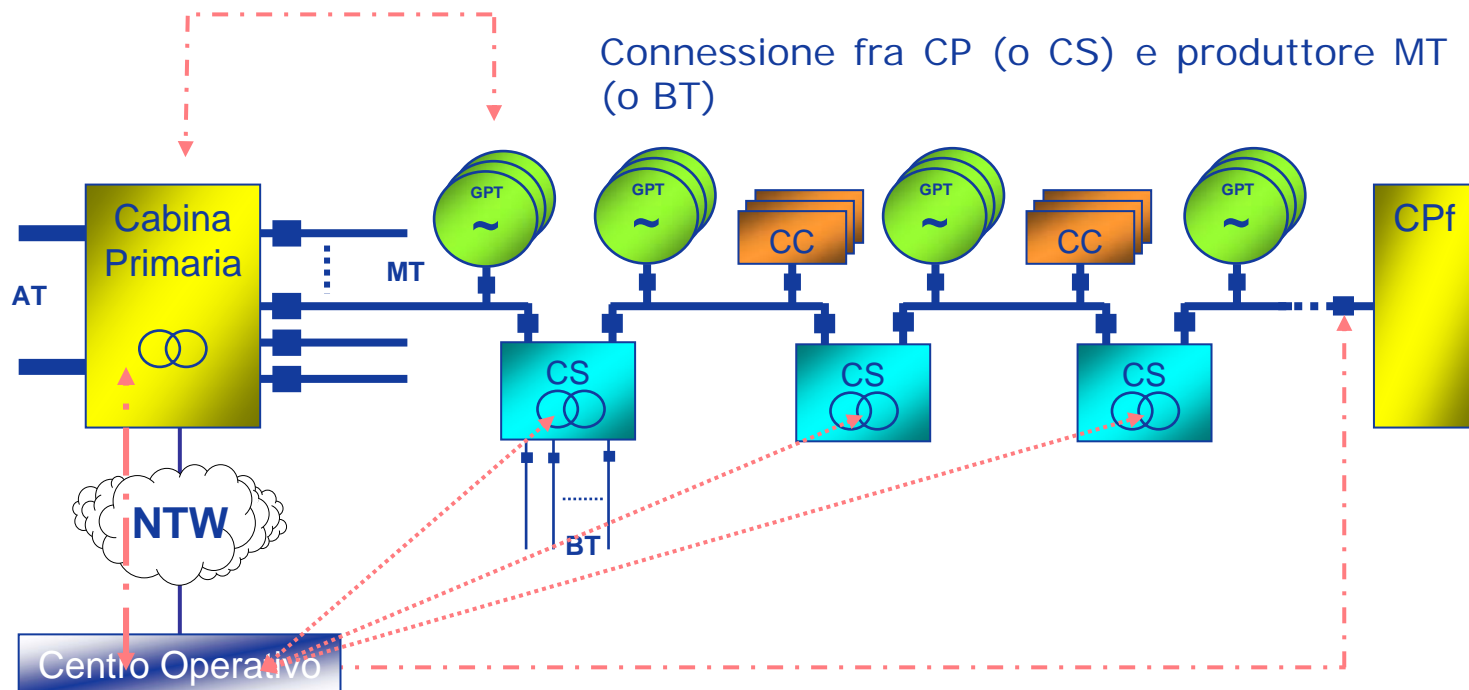 Connessione fra CP (o CS) e produttore MT
(o BT)
GPT
~
GPT
~
GPT
~
GPT
~
Cabina
Primaria
CC
CC
CPf
AT
MT
CS
CS
CS
NTW
BT
Centro Operativo